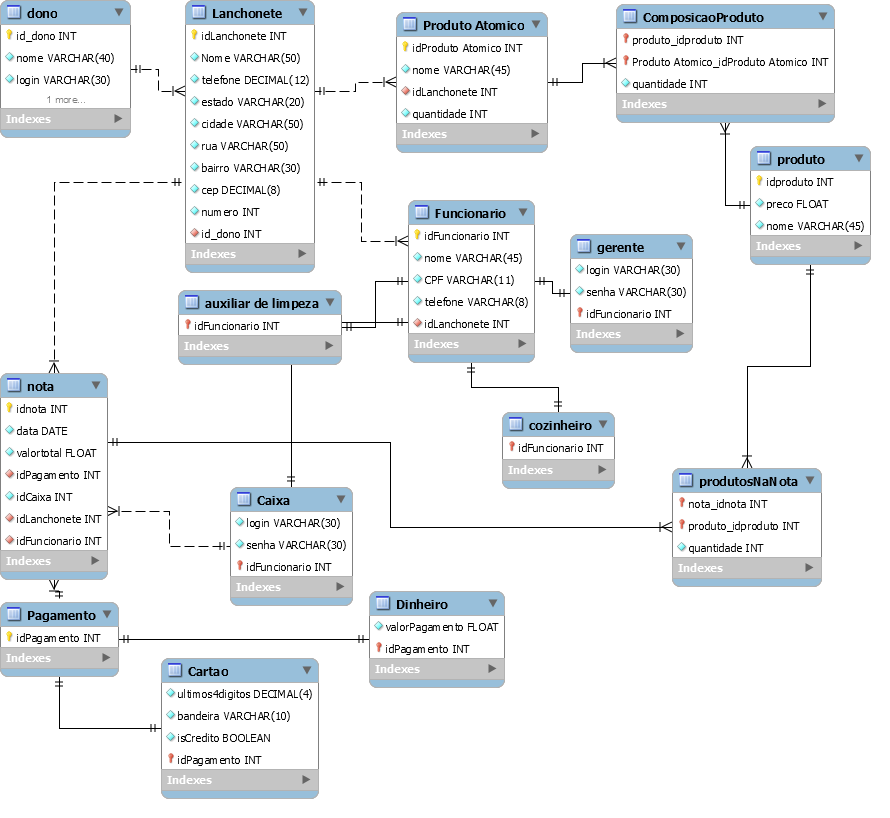 dono
id_dono INT
nome VARCHAR(40)
login VARCHAR(30)
1 more...
Indexes
Lanchonete
idLanchonete INT
Nome VARCHAR(50)
telefone DECIMAL(12)
estado VARCHAR(20)
cidade VARCHAR(50)
rua VARCHAR(50)
bairro VARCHAR(30)
cep DECIMAL(8)
numero INT
id_dono INT
Indexes
Produto Atomico
idProduto Atomico INT
nome VARCHAR(45)
idLanchonete INT
quantidade INT
Indexes
ComposicaoProduto
produto_idproduto INT
Produto Atomico_idProduto Atomico INT
quantidade INT
Indexes
produto
idproduto INT
preco FLOAT
nome VARCHAR(45)
Indexes
Funcionario
idFuncionario INT
nome VARCHAR(45)
CPF VARCHAR(11)
telefone VARCHAR(8)
idLanchonete INT
Indexes
gerente
login VARCHAR(30)
senha VARCHAR(30)
idFuncionario INT
Indexes
auxiliar de limpeza
idFuncionario INT
Indexes
nota
idnota INT
data DATE
valortotal FLOAT
idPagamento INT
idCaixa INT
idLanchonete INT
idFuncionario INT
Indexes
cozinheiro
idFuncionario INT
Indexes
Caixa
login VARCHAR(30)
senha VARCHAR(30)
idFuncionario INT
Indexes
produtosNaNota
nota_idnota INT
produto_idproduto INT
quantidade INT
Indexes
Pagamento
idPagamento INT
Indexes
Dinheiro
valorPagamento FLOAT
idPagamento INT
Indexes
Cartao
ultimos4digitos DECIMAL(4)
bandeira VARCHAR(10)
isCredito BOOLEAN
idPagamento INT
Indexes